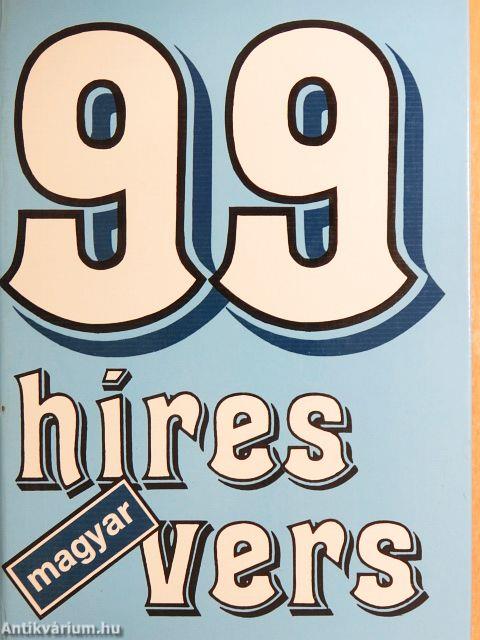 99
híres
magyar
vers
Antikvárium.hu